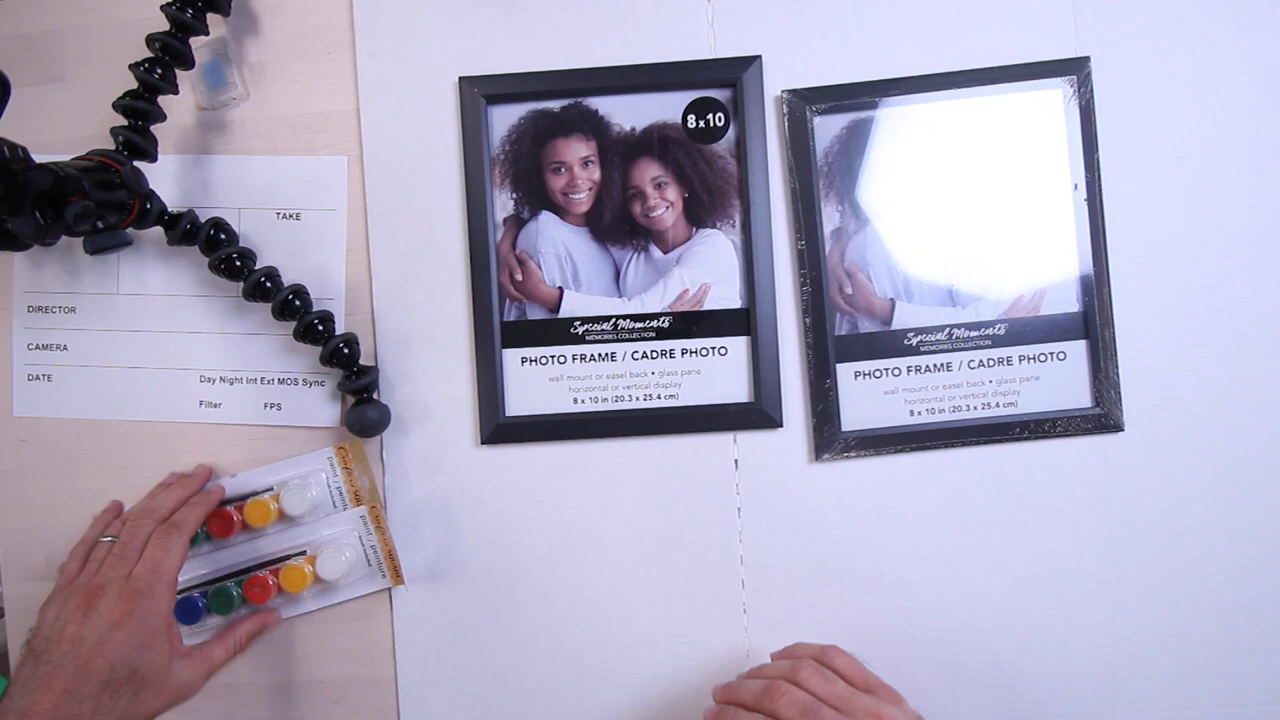 TAKE
DIRECTOR
CAMERA
DATE
Day Night Int Ext MOS Sync
Filter FPS
paint / peinture
paint / peinture
8x10
Special Moments
MEMORIES COLLECTION
PHOTO FRAME / CADRE PHOTO
wall mount or easel back • glass pane
horizontal or vertical display
8 x 10 in (20.3 x 25.4 cm)
Special Moments
MEMORIES COLLECTION
PHOTO FRAME / CADRE PHOTO
wall mount or easel back • glass pane
horizontal or vertical display
8 x 10 in (20.3 x 25.4 cm)